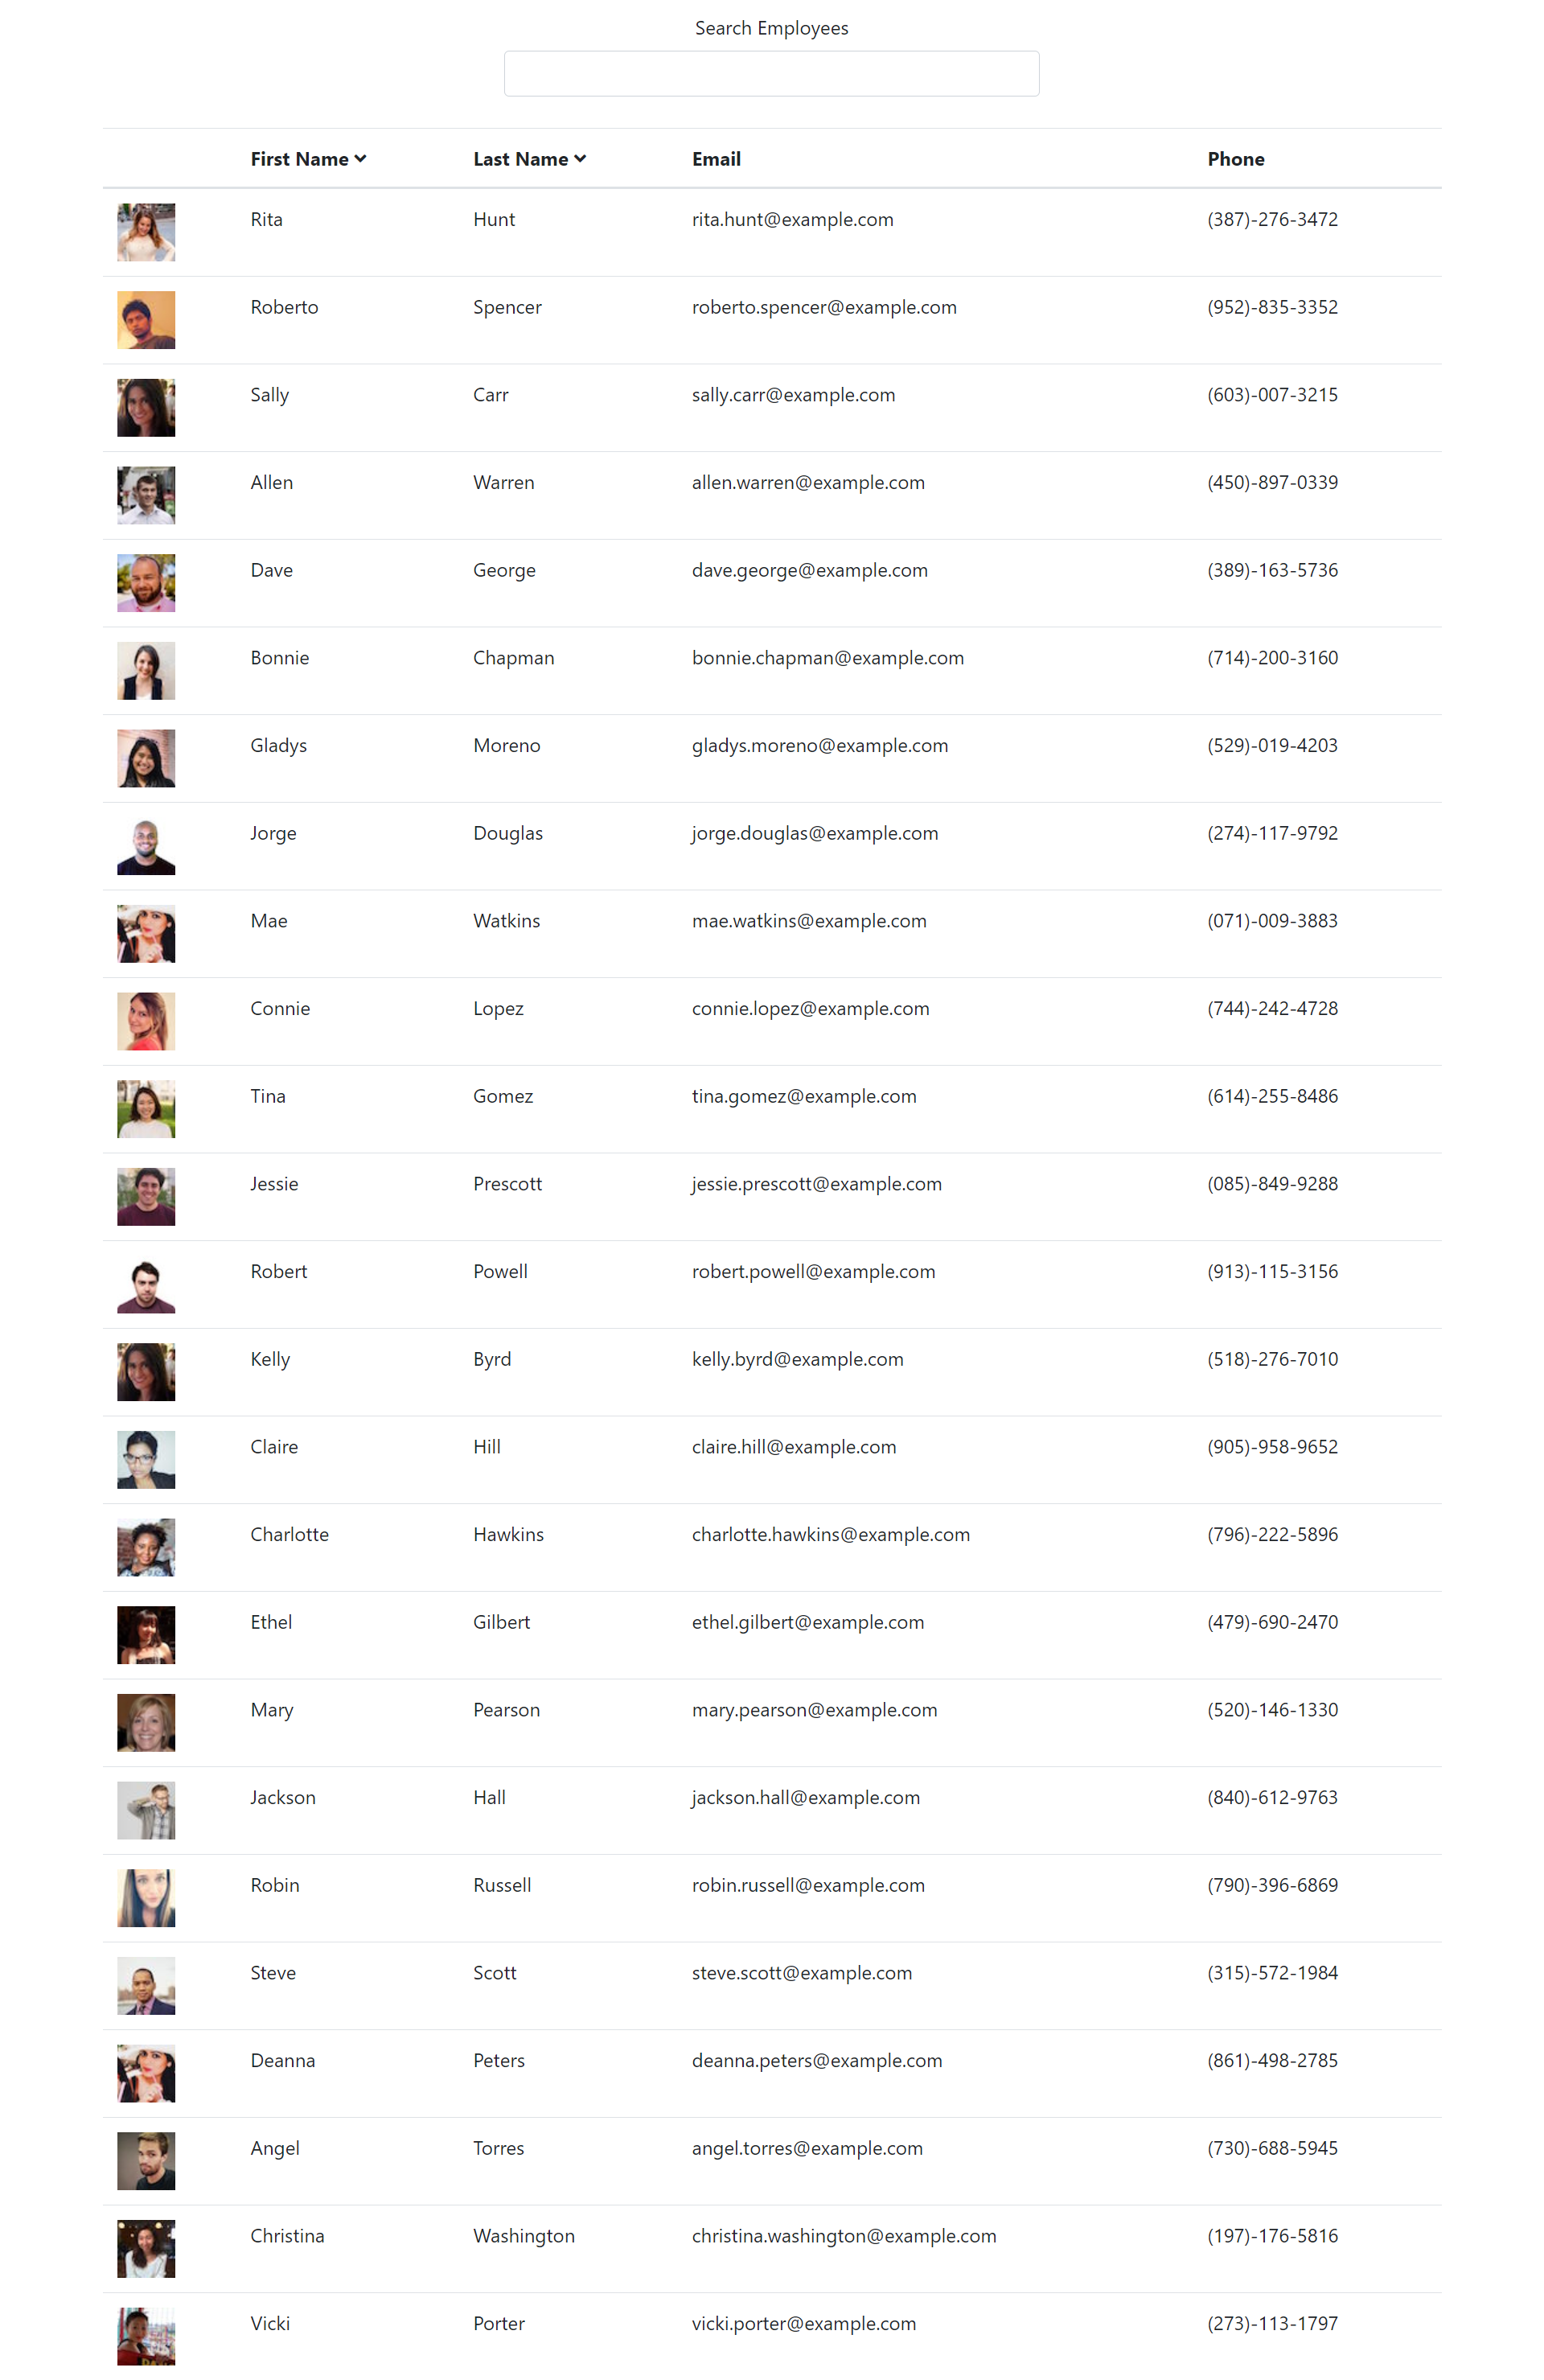 Search Employees
First Name Last Name Email Phone
Rita Hunt rita.hunt@example.com (387)-276-3472
Roberto Spencer roberto.spencer@example.com (952)-835-3352
Sally Carr sally.carr@example.com (603)-007-3215
Allen Warren allen.warren@example.com (450)-897-0339
Dave George dave.george@example.com (389)-163-5736
Bonnie Chapman bonnie.chapman@example.com (714)-200-3160
Gladys Moreno gladys.moreno@example.com (529)-019-4203
Jorge Douglas jorge.douglas@example.com (274)-117-9792
Mae Watkins mae.watkins@example.com (071)-009-3883
Connie Lopez connie.lopez@example.com (744)-242-4728
Tina Gomez tina.gomez@example.com (614)-255-8486
Jessie Prescott jessie.prescott@example.com (085)-849-9288
Robert Powell robert.powell@example.com (913)-115-3156
Kelly Byrd kelly.byrd@example.com (518)-276-7010
Claire Hill claire.hill@example.com (905)-958-9652
Charlotte Hawkins charlotte.hawkins@example.com (796)-222-5896
Ethel Gilbert ethel.gilbert@example.com (479)-690-2470
Mary Pearson mary.pearson@example.com (520)-146-1330
Jackson Hall jackson.hall@example.com (840)-612-9763
Robin Russell robin.russell@example.com (790)-396-6869
Steve Scott steve.scott@example.com (315)-572-1984
Deanna Peters deanna.peters@example.com (861)-498-2785
Angel Torres angel.torres@example.com (730)-688-5945
Christina Washington christina.washington@example.com (197)-176-5816
Vicki Porter vicki.porter@example.com (273)-113-1797